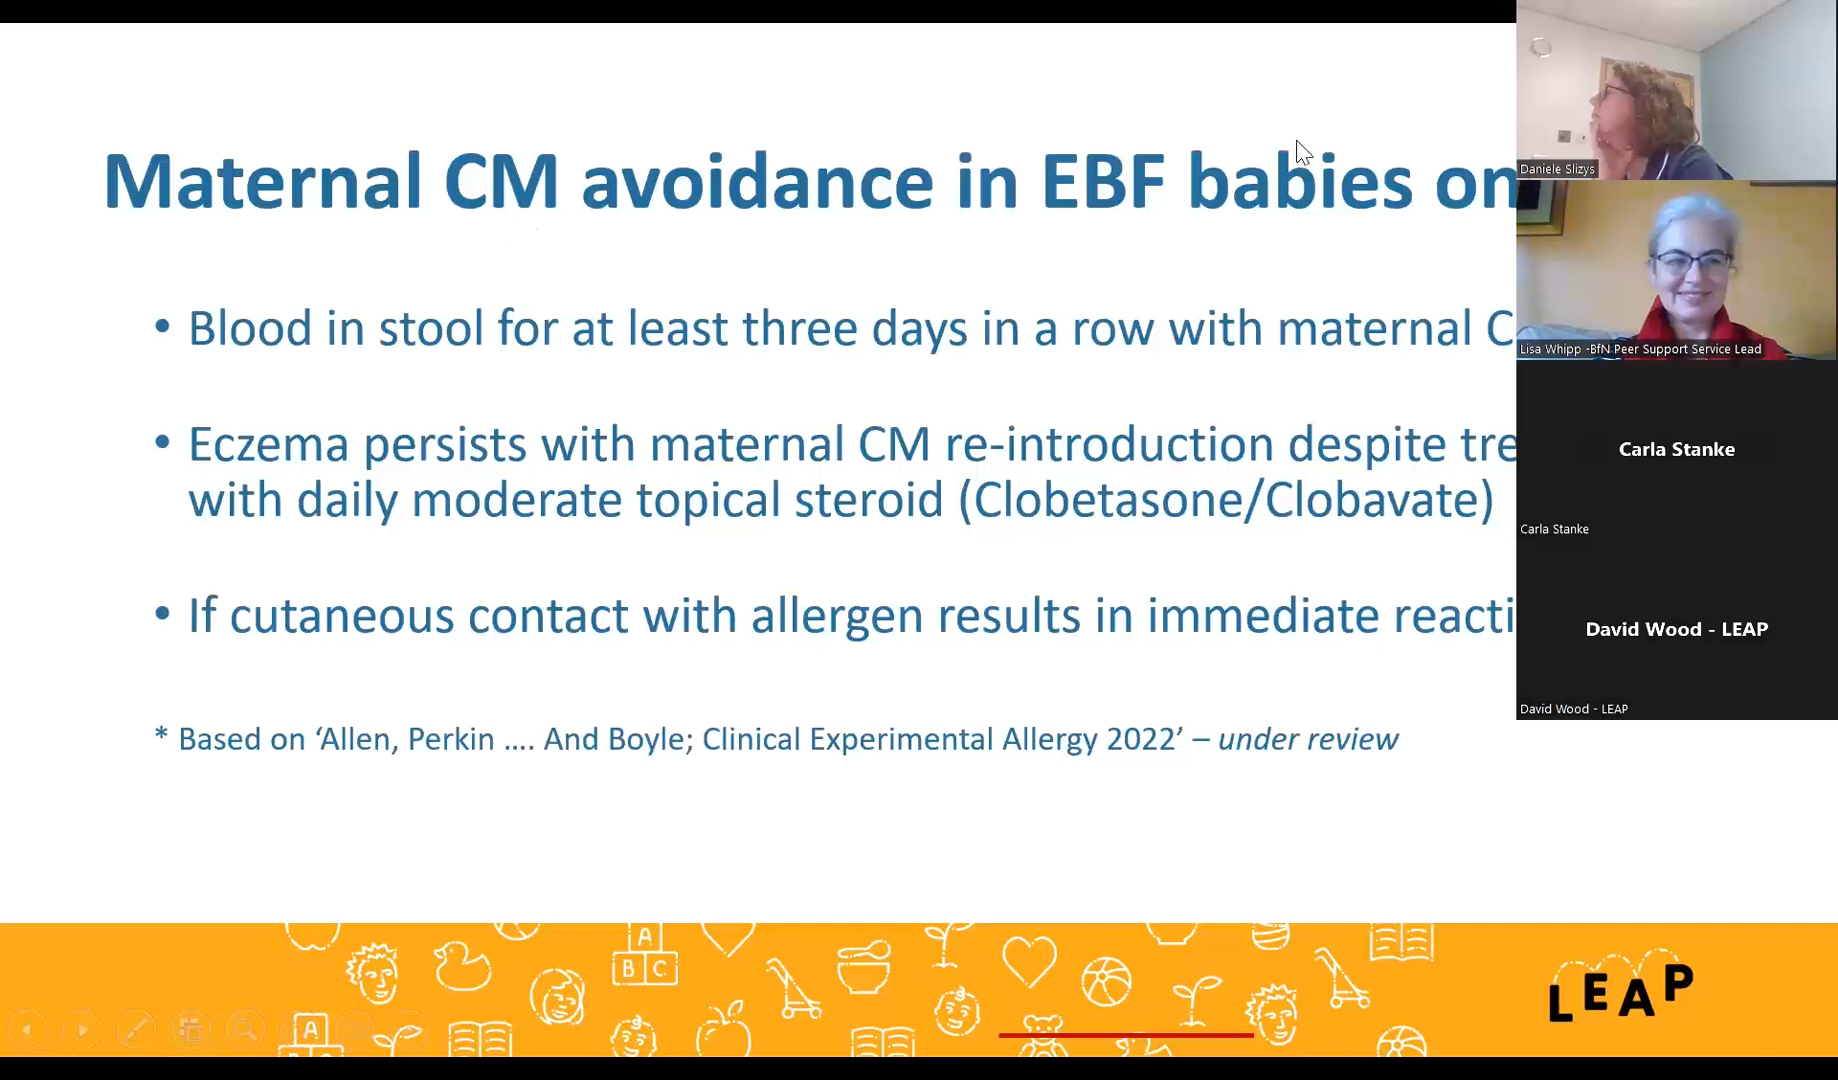 Maternal CM avoidance in EBF babies on
• Blood in stool for at least three days in a row with maternal C
• Eczema persists with maternal CM re-introduction despite tre
with daily moderate topical steroid (Clobetasone/Clobavate)
• If cutaneous contact with allergen results in immediate reacti
* Based on ‘Allen, Perkin .... And Boyle; Clinical Experimental Allergy 2022’ – under review
Daniele Slizys
Lisa Whipp -BfN Peer Support Service Lead
Carla Stanke
Carla Stanke
David Wood - LEAP
David Wood - LEAP
A
B C
A
LEAP